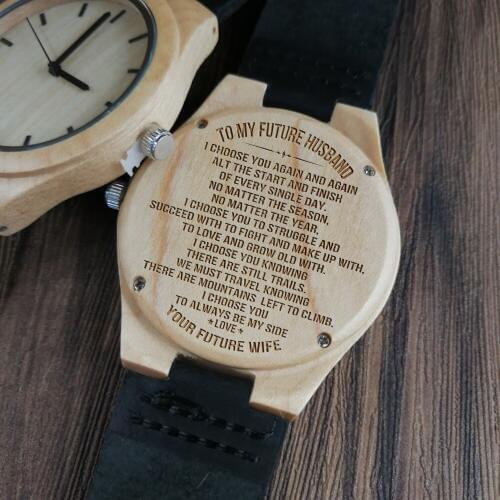 TO MY FUTURE HUSBAND
I CHOOSE YOU AGAIN AND AGAIN
ALT THE START AND FINISH
OF EVERY SINGLE DAY.
NO MATTER THE SEASON,
NO MATTER THE YEAR,
I CHOOSE YOU TO STRUGGLE AND
SUCCEED WITH TO FIGHT AND MAKE UP WITH,
TO LOVE AND GROW OLD WITH.
I CHOOSE YOU KNOWING
THERE ARE STILL TRAILS.
WE MUST TRAVEL KNOWING
THERE ARE MOUNTAINS LEFT TO CLIMB.
I CHOOSE YOU
TO ALWAYS BE MY SIDE
*LOVE*
YOUR FUTURE WIFE